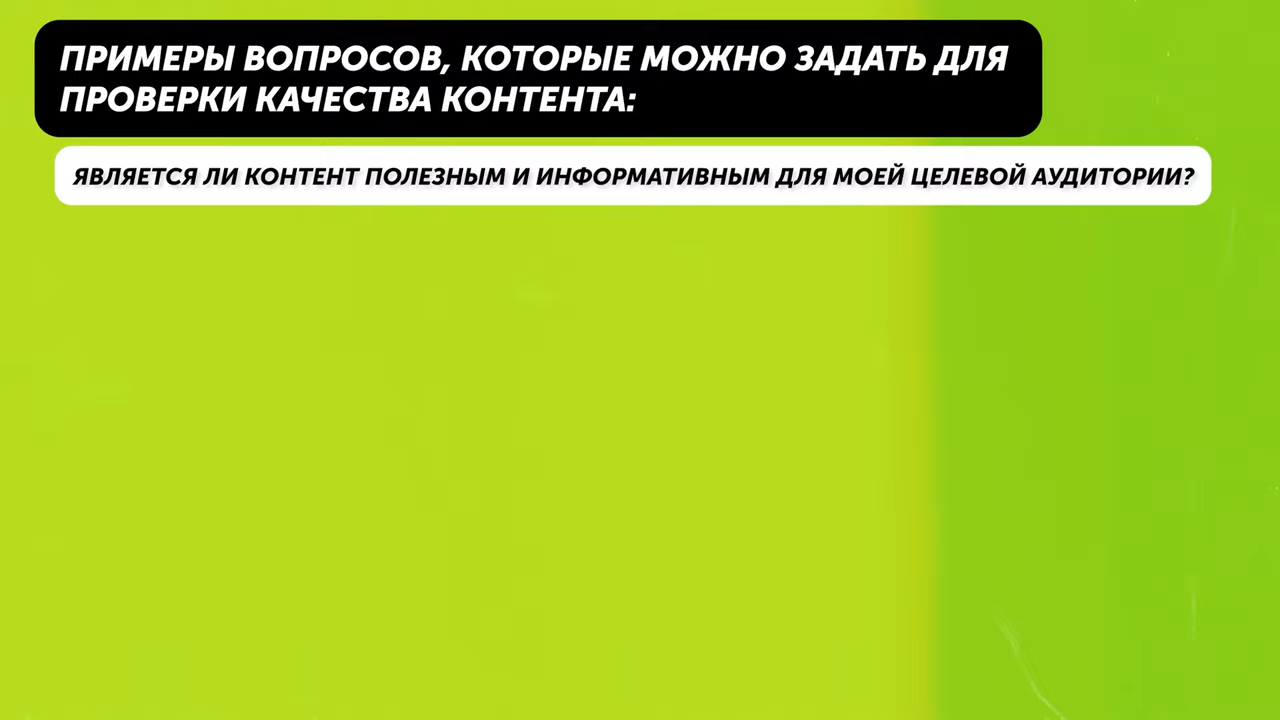 ПРИМЕРЫ ВОПРОСОВ, КОТОРЫЕ МОЖНО ЗАДАТЬ ДЛЯ
ПРОВЕРКИ КАЧЕСТВА КОНТЕНТА:
ЯВЛЯЕТСЯ ЛИ КОНТЕНТ ПОЛЕЗНЫМ И ИНФОРМАТИВНЫМ ДЛЯ МОЕЙ ЦЕЛЕВОЙ АУДИТОРИИ?